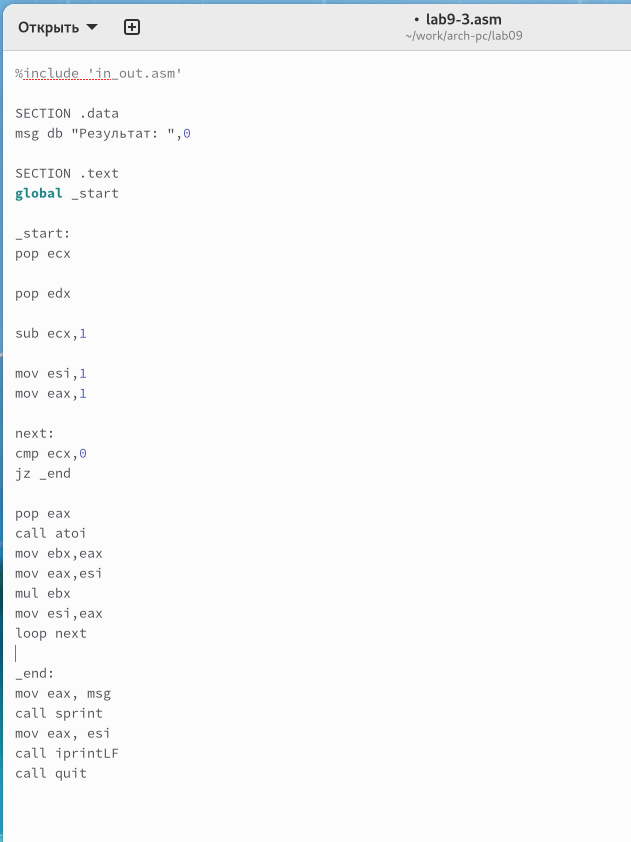 Открыть
• lab9-3.asm
~/work/arch-pc/lab09
%include 'in_out.asm'
SECTION .data
msg db "Результат: ",0
SECTION .text
global _start
_start:
pop ecx
pop edx
sub ecx,1
mov esi,1
mov eax,1
next:
cmp ecx,0
jz _end
pop eax
call atoi
mov ebx,eax
mov eax,esi
mul ebx
mov esi,eax
loop next
_end:
mov eax, msg
call sprint
mov eax, esi
call iprintLF
call quit